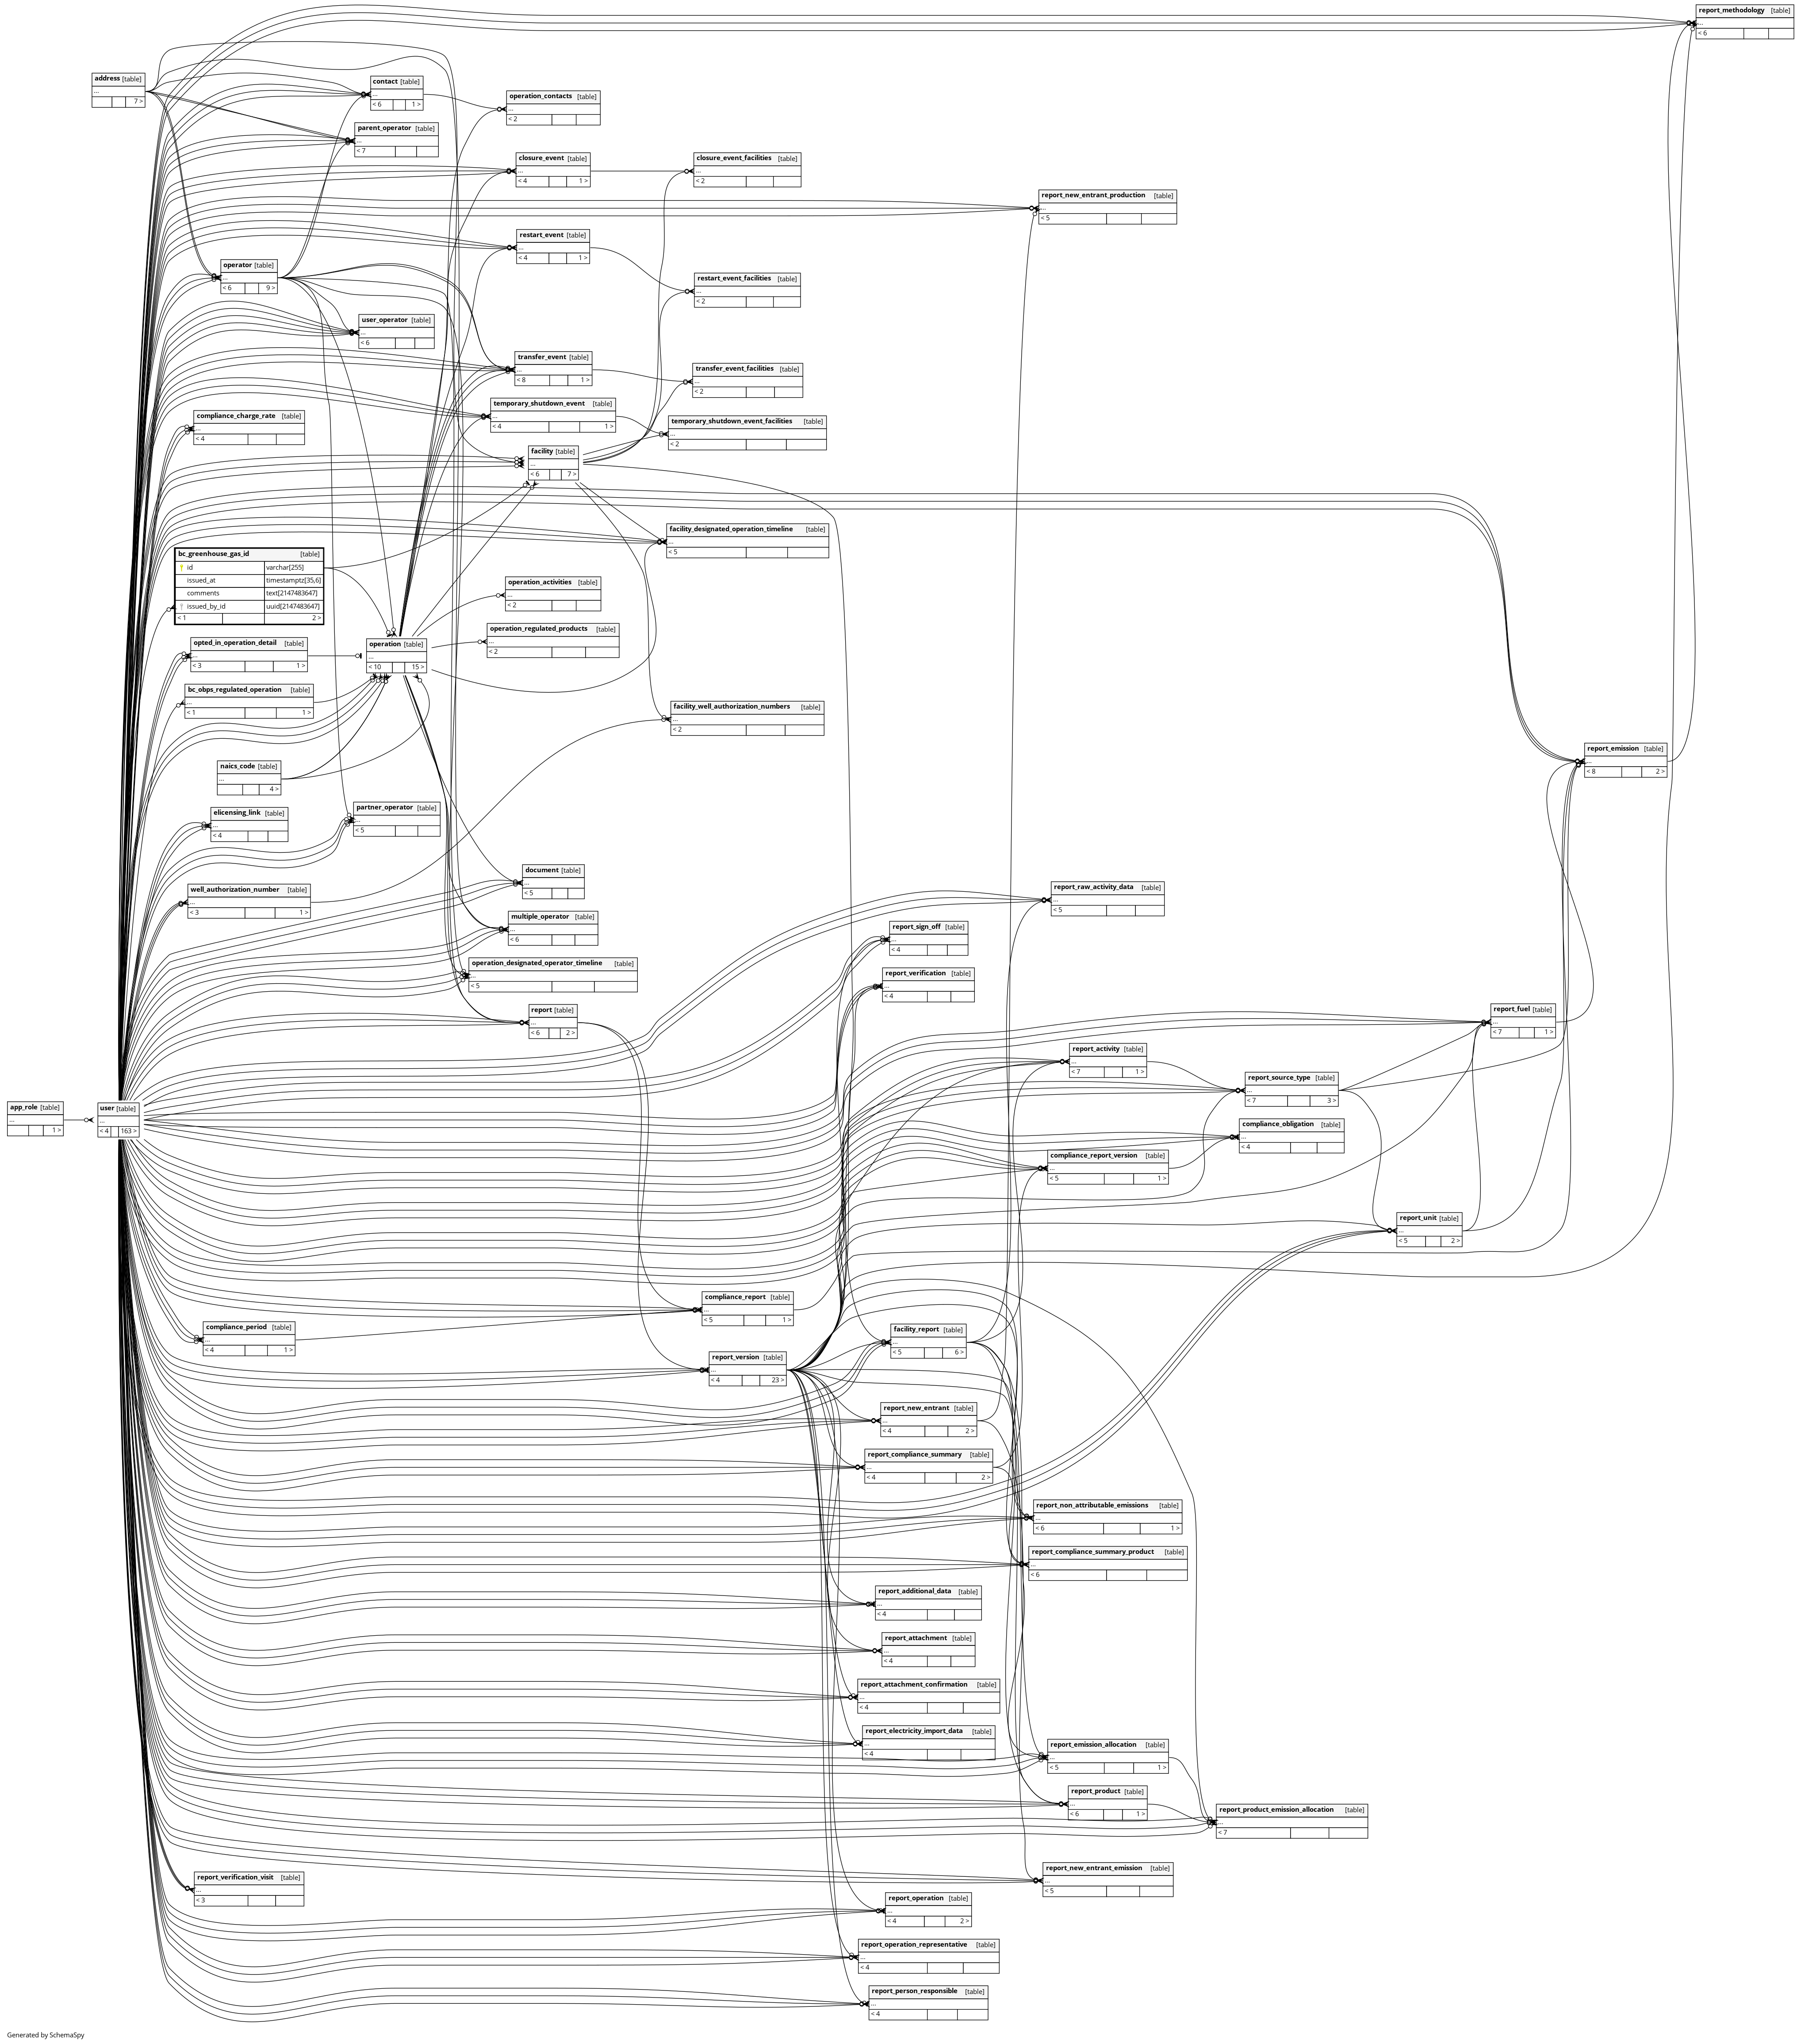 report_methodology [table]
...
< 6
address [table]
...
7 >
contact [table]
...
< 6 1 >
operation_contacts [table]
...
< 2
parent_operator [table]
...
< 7
closure_event [table]
...
< 4 1 >
closure_event_facilities [table]
...
< 2
report_new_entrant_production [table]
...
< 5
restart_event [table]
...
< 4 1 >
operator [table]
...
< 6 9 >
restart_event_facilities [table]
...
< 2
user_operator [table]
...
< 6
transfer_event [table]
...
< 8 1 >
transfer_event_facilities [table]
...
< 2
temporary_shutdown_event [table]
...
< 4 1 >
compliance_charge_rate [table]
...
< 4
temporary_shutdown_event_facilities [table]
...
< 2
facility [table]
...
< 6 7 >
facility_designated_operation_timeline [table]
...
< 5
bc_greenhouse_gas_id [table]
id varchar[255]
issued_at timestamptz[35,6]
comments text[2147483647]
issued_by_id uuid[2147483647]
< 1 2 >
operation_activities [table]
...
< 2
operation_regulated_products [table]
...
< 2
opted_in_operation_detail [table]
...
< 3 1 >
operation [table]
...
< 10 15 >
bc_obps_regulated_operation [table]
...
< 1 1 >
facility_well_authorization_numbers [table]
...
< 2
report_emission [table]
...
< 8 2 >
naics_code [table]
...
4 >
partner_operator [table]
...
< 5
elicensing_link [table]
...
< 4
document [table]
...
< 5
well_authorization_number [table]
...
< 3 1 >
report_raw_activity_data [table]
...
< 5
multiple_operator [table]
...
< 6
report_sign_off [table]
...
< 4
operation_designated_operator_timeline [table]
...
< 5
report_verification [table]
...
< 4
report [table]
...
< 6 2 >
report_fuel [table]
...
< 7 1 >
report_activity [table]
...
< 7 1 >
report_source_type [table]
...
< 7 3 >
app_role [table]
...
1 >
user [table]
...
< 4 163 >
compliance_obligation [table]
...
< 4
compliance_report_version [table]
...
< 5 1 >
report_unit [table]
...
< 5 2 >
compliance_report [table]
...
< 5 1 >
compliance_period [table]
...
< 4 1 >
facility_report [table]
...
< 5 6 >
report_version [table]
...
< 4 23 >
report_new_entrant [table]
...
< 4 2 >
report_compliance_summary [table]
...
< 4 2 >
report_non_attributable_emissions [table]
...
< 6 1 >
report_compliance_summary_product [table]
...
< 6
report_additional_data [table]
...
< 4
report_attachment [table]
...
< 4
report_attachment_confirmation [table]
...
< 4
report_electricity_import_data [table]
...
< 4
report_emission_allocation [table]
...
< 5 1 >
report_product [table]
...
< 6 1 >
report_product_emission_allocation [table]
...
< 7
report_new_entrant_emission [table]
...
< 5
report_verification_visit [table]
...
< 3
report_operation [table]
...
< 4 2 >
report_operation_representative [table]
...
< 4
report_person_responsible [table]
...
< 4
Generated by SchemaSpy